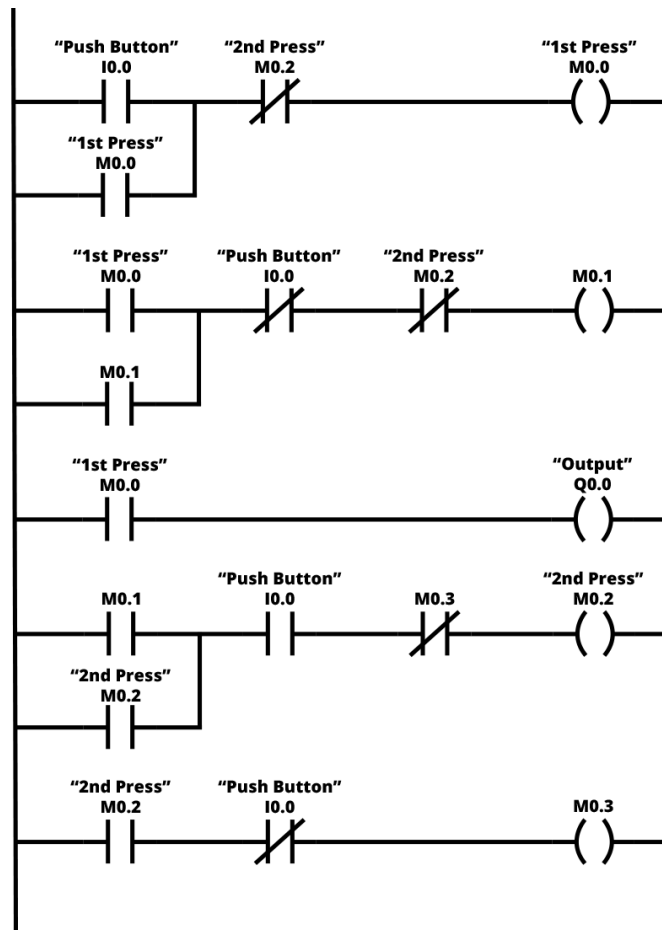 “Push Button” “2nd Press” “1st Press”
I0.0 M0.2 M0.0
“1st Press”
M0.0
“1st Press” “Push Button” “2nd Press”
M0.0 I0.0 M0.2 M0.1
M0.1
“1st Press” “Output”
M0.0 Q0.0
“Push Button” “2nd Press”
M0.1 I0.0 M0.3 M0.2
“2nd Press”
M0.2
“2nd Press” “Push Button”
M0.2 I0.0 M0.3